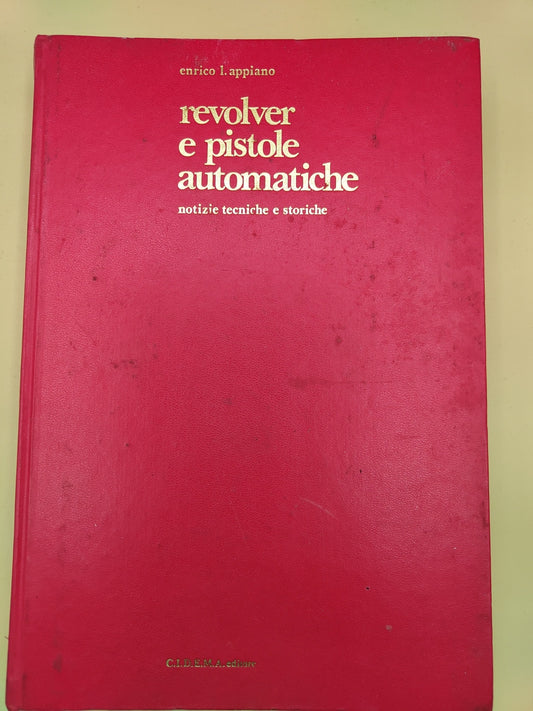 enrico l. appiano
revolver
e pistole
automatiche
notizie tecniche e storiche
C.I.D.E.M.A. editore